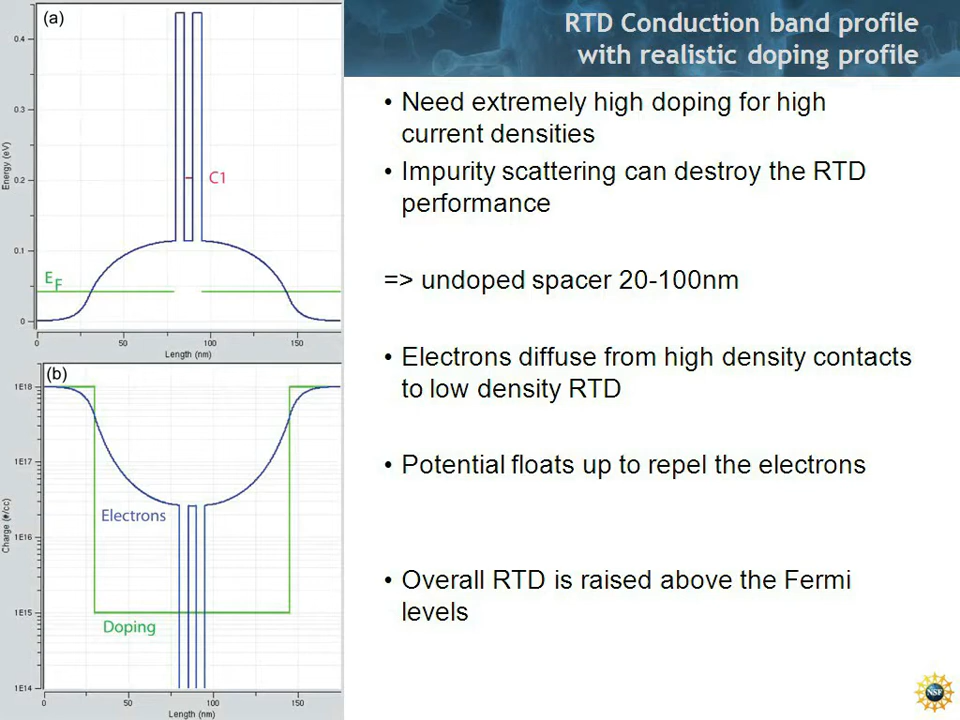 RTD Conduction band profile
with realistic doping profile
(a)
0.4
0.3
0.2
0.1
0
Energy (eV)
C1
EF
0
50
100
150
Length (nm)
(b)
1E18
1E17
1E16
1E15
1E14
Charge (#/cc)
Electrons
Doping
0
50
100
150
Length (nm)
• Need extremely high doping for high
current densities
• Impurity scattering can destroy the RTD
performance
=> undoped spacer 20-100nm
• Electrons diffuse from high density contacts
to low density RTD
• Potential floats up to repel the electrons
• Overall RTD is raised above the Fermi
levels
NSF